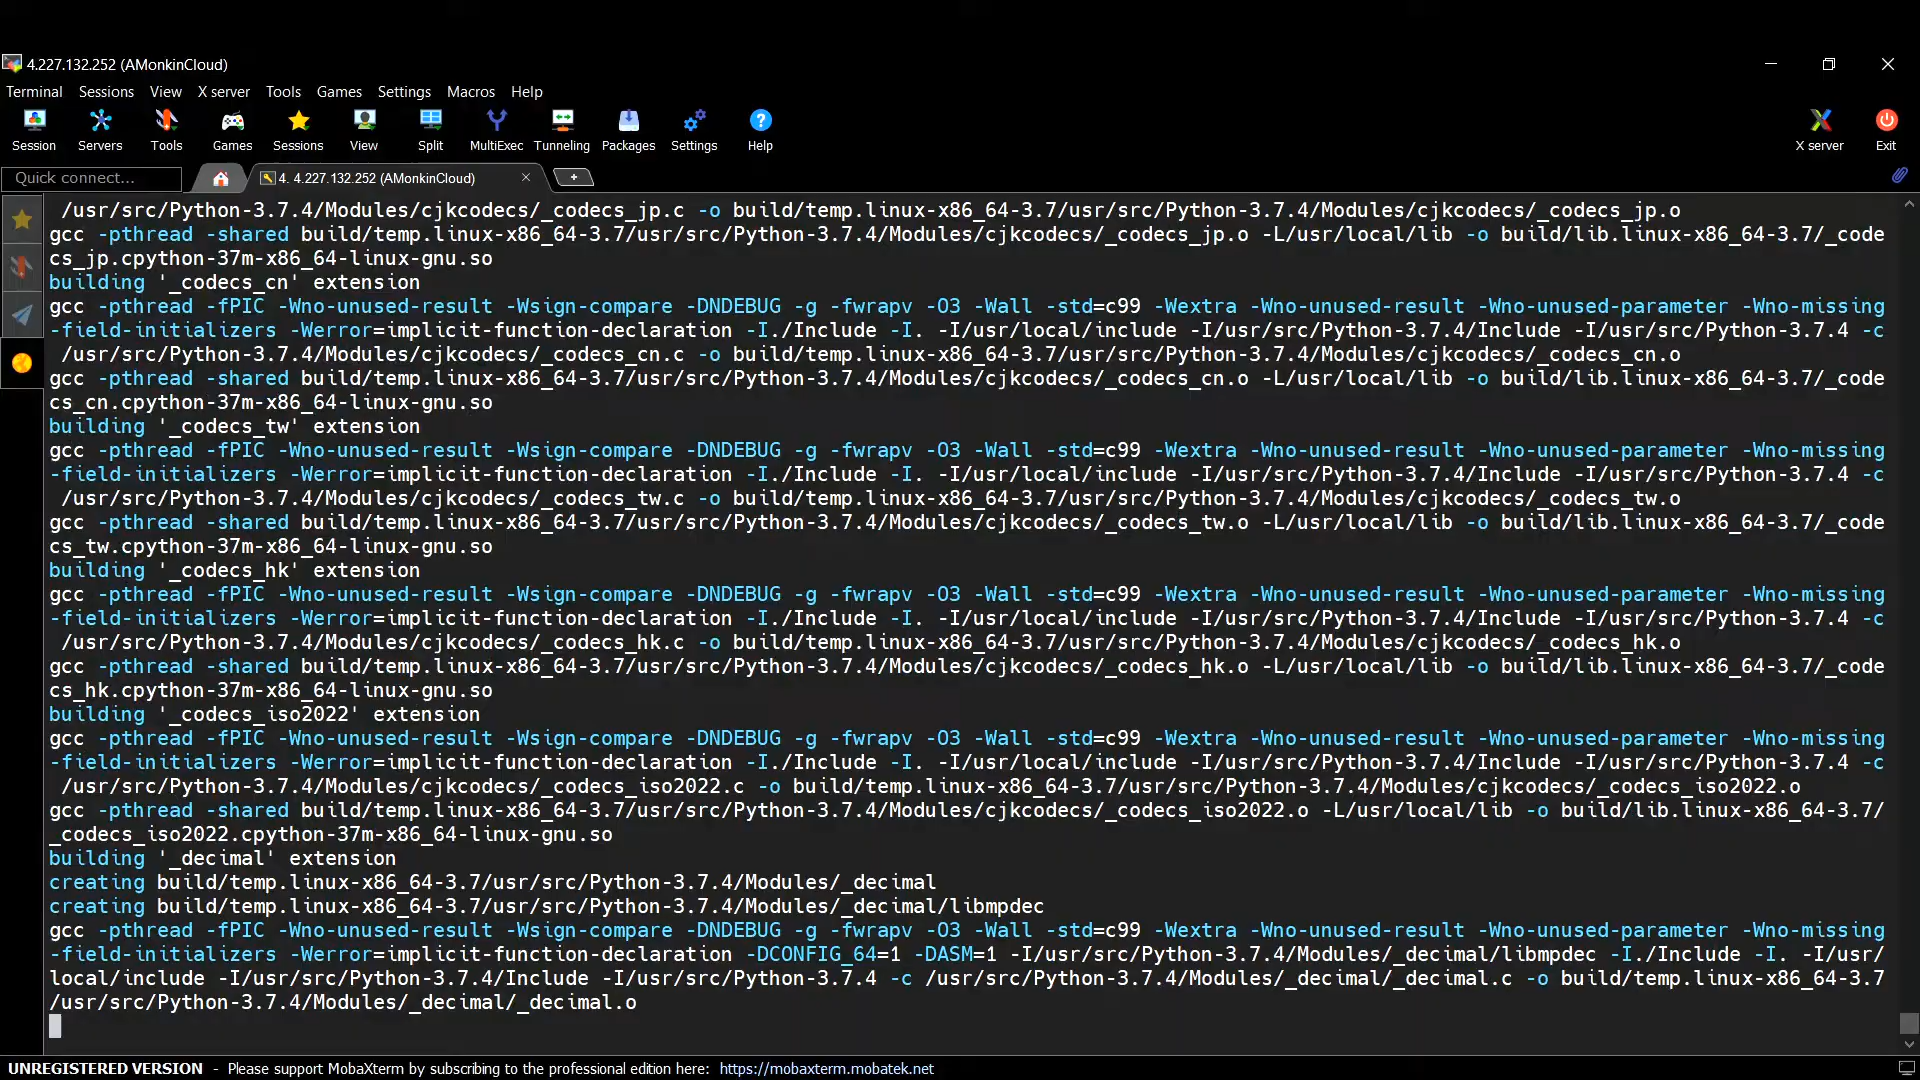 4.227.132.252 (AMonkinCloud)
Terminal Sessions View X server Tools Games Settings Macros Help
Session Servers Tools Games Sessions View Split MultiExec Tunneling Packages Settings Help X server Exit
Quick connect... 4. 4.227.132.252 (AMonkinCloud)
/usr/src/Python-3.7.4/Modules/cjkcodecs/_codecs_jp.c -o build/temp.linux-x86_64-3.7/usr/src/Python-3.7.4/Modules/cjkcodecs/_codecs_jp.o
gcc -pthread -shared build/temp.linux-x86_64-3.7/usr/src/Python-3.7.4/Modules/cjkcodecs/_codecs_jp.o -L/usr/local/lib -o build/lib.linux-x86_64-3.7/_code
cs_jp.cpython-37m-x86_64-linux-gnu.so
building '_codecs_cn' extension
gcc -pthread -fPIC -Wno-unused-result -Wsign-compare -DNDEBUG -g -fwrapv -O3 -Wall -std=c99 -Wextra -Wno-unused-result -Wno-unused-parameter -Wno-missing
-field-initializers -Werror=implicit-function-declaration -I./Include -I. -I/usr/local/include -I/usr/src/Python-3.7.4/Include -I/usr/src/Python-3.7.4 -c
/usr/src/Python-3.7.4/Modules/cjkcodecs/_codecs_cn.c -o build/temp.linux-x86_64-3.7/usr/src/Python-3.7.4/Modules/cjkcodecs/_codecs_cn.o
gcc -pthread -shared build/temp.linux-x86_64-3.7/usr/src/Python-3.7.4/Modules/cjkcodecs/_codecs_cn.o -L/usr/local/lib -o build/lib.linux-x86_64-3.7/_code
cs_cn.cpython-37m-x86_64-linux-gnu.so
building '_codecs_tw' extension
gcc -pthread -fPIC -Wno-unused-result -Wsign-compare -DNDEBUG -g -fwrapv -O3 -Wall -std=c99 -Wextra -Wno-unused-result -Wno-unused-parameter -Wno-missing
-field-initializers -Werror=implicit-function-declaration -I./Include -I. -I/usr/local/include -I/usr/src/Python-3.7.4/Include -I/usr/src/Python-3.7.4 -c
/usr/src/Python-3.7.4/Modules/cjkcodecs/_codecs_tw.c -o build/temp.linux-x86_64-3.7/usr/src/Python-3.7.4/Modules/cjkcodecs/_codecs_tw.o
gcc -pthread -shared build/temp.linux-x86_64-3.7/usr/src/Python-3.7.4/Modules/cjkcodecs/_codecs_tw.o -L/usr/local/lib -o build/lib.linux-x86_64-3.7/_code
cs_tw.cpython-37m-x86_64-linux-gnu.so
building '_codecs_hk' extension
gcc -pthread -fPIC -Wno-unused-result -Wsign-compare -DNDEBUG -g -fwrapv -O3 -Wall -std=c99 -Wextra -Wno-unused-result -Wno-unused-parameter -Wno-missing
-field-initializers -Werror=implicit-function-declaration -I./Include -I. -I/usr/local/include -I/usr/src/Python-3.7.4/Include -I/usr/src/Python-3.7.4 -c
/usr/src/Python-3.7.4/Modules/cjkcodecs/_codecs_hk.c -o build/temp.linux-x86_64-3.7/usr/src/Python-3.7.4/Modules/cjkcodecs/_codecs_hk.o
gcc -pthread -shared build/temp.linux-x86_64-3.7/usr/src/Python-3.7.4/Modules/cjkcodecs/_codecs_hk.o -L/usr/local/lib -o build/lib.linux-x86_64-3.7/_code
cs_hk.cpython-37m-x86_64-linux-gnu.so
building '_codecs_iso2022' extension
gcc -pthread -fPIC -Wno-unused-result -Wsign-compare -DNDEBUG -g -fwrapv -O3 -Wall -std=c99 -Wextra -Wno-unused-result -Wno-unused-parameter -Wno-missing
-field-initializers -Werror=implicit-function-declaration -I./Include -I. -I/usr/local/include -I/usr/src/Python-3.7.4/Include -I/usr/src/Python-3.7.4 -c
/usr/src/Python-3.7.4/Modules/cjkcodecs/_codecs_iso2022.c -o build/temp.linux-x86_64-3.7/usr/src/Python-3.7.4/Modules/cjkcodecs/_codecs_iso2022.o
gcc -pthread -shared build/temp.linux-x86_64-3.7/usr/src/Python-3.7.4/Modules/cjkcodecs/_codecs_iso2022.o -L/usr/local/lib -o build/lib.linux-x86_64-3.7/
_codecs_iso2022.cpython-37m-x86_64-linux-gnu.so
building '_decimal' extension
creating build/temp.linux-x86_64-3.7/usr/src/Python-3.7.4/Modules/_decimal
creating build/temp.linux-x86_64-3.7/usr/src/Python-3.7.4/Modules/_decimal/libmpdec
gcc -pthread -fPIC -Wno-unused-result -Wsign-compare -DNDEBUG -g -fwrapv -O3 -Wall -std=c99 -Wextra -Wno-unused-result -Wno-unused-parameter -Wno-missing
-field-initializers -Werror=implicit-function-declaration -DCONFIG_64=1 -DASM=1 -I/usr/src/Python-3.7.4/Modules/_decimal/libmpdec -I./Include -I. -I/usr/
local/include -I/usr/src/Python-3.7.4/Include -I/usr/src/Python-3.7.4 -c /usr/src/Python-3.7.4/Modules/_decimal/_decimal.c -o build/temp.linux-x86_64-3.7
/usr/src/Python-3.7.4/Modules/_decimal/_decimal.o
UNREGISTERED VERSION - Please support MobaXterm by subscribing to the professional edition here: https://mobaxterm.mobatek.net